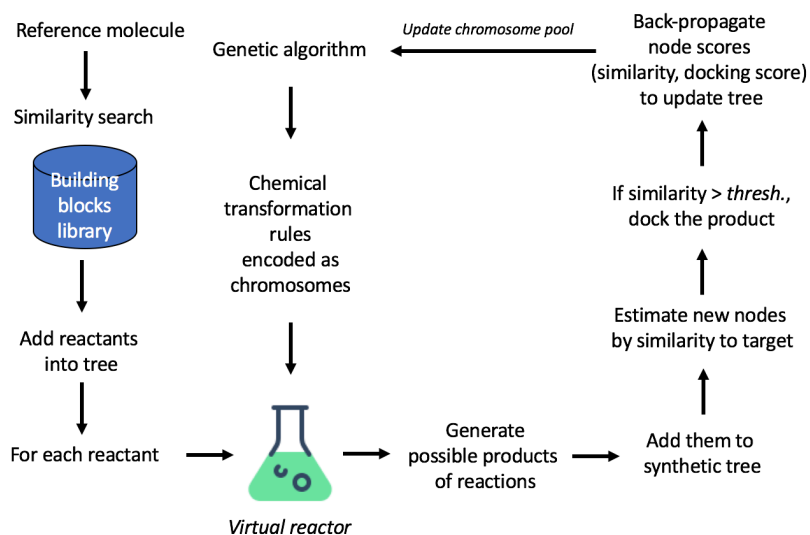 Reference molecule
Similarity search
Building
blocks
library
Add reactants
into tree
For each reactant
Genetic algorithm
Chemical
transformation
rules
encoded as
chromosomes
Virtual reactor
Generate
possible products
of reactions
Add them to
synthetic tree
Estimate new nodes
by similarity to target
If similarity > thresh.,
dock the product
Back-propagate
node scores
(similarity, docking score)
to update tree
Update chromosome pool